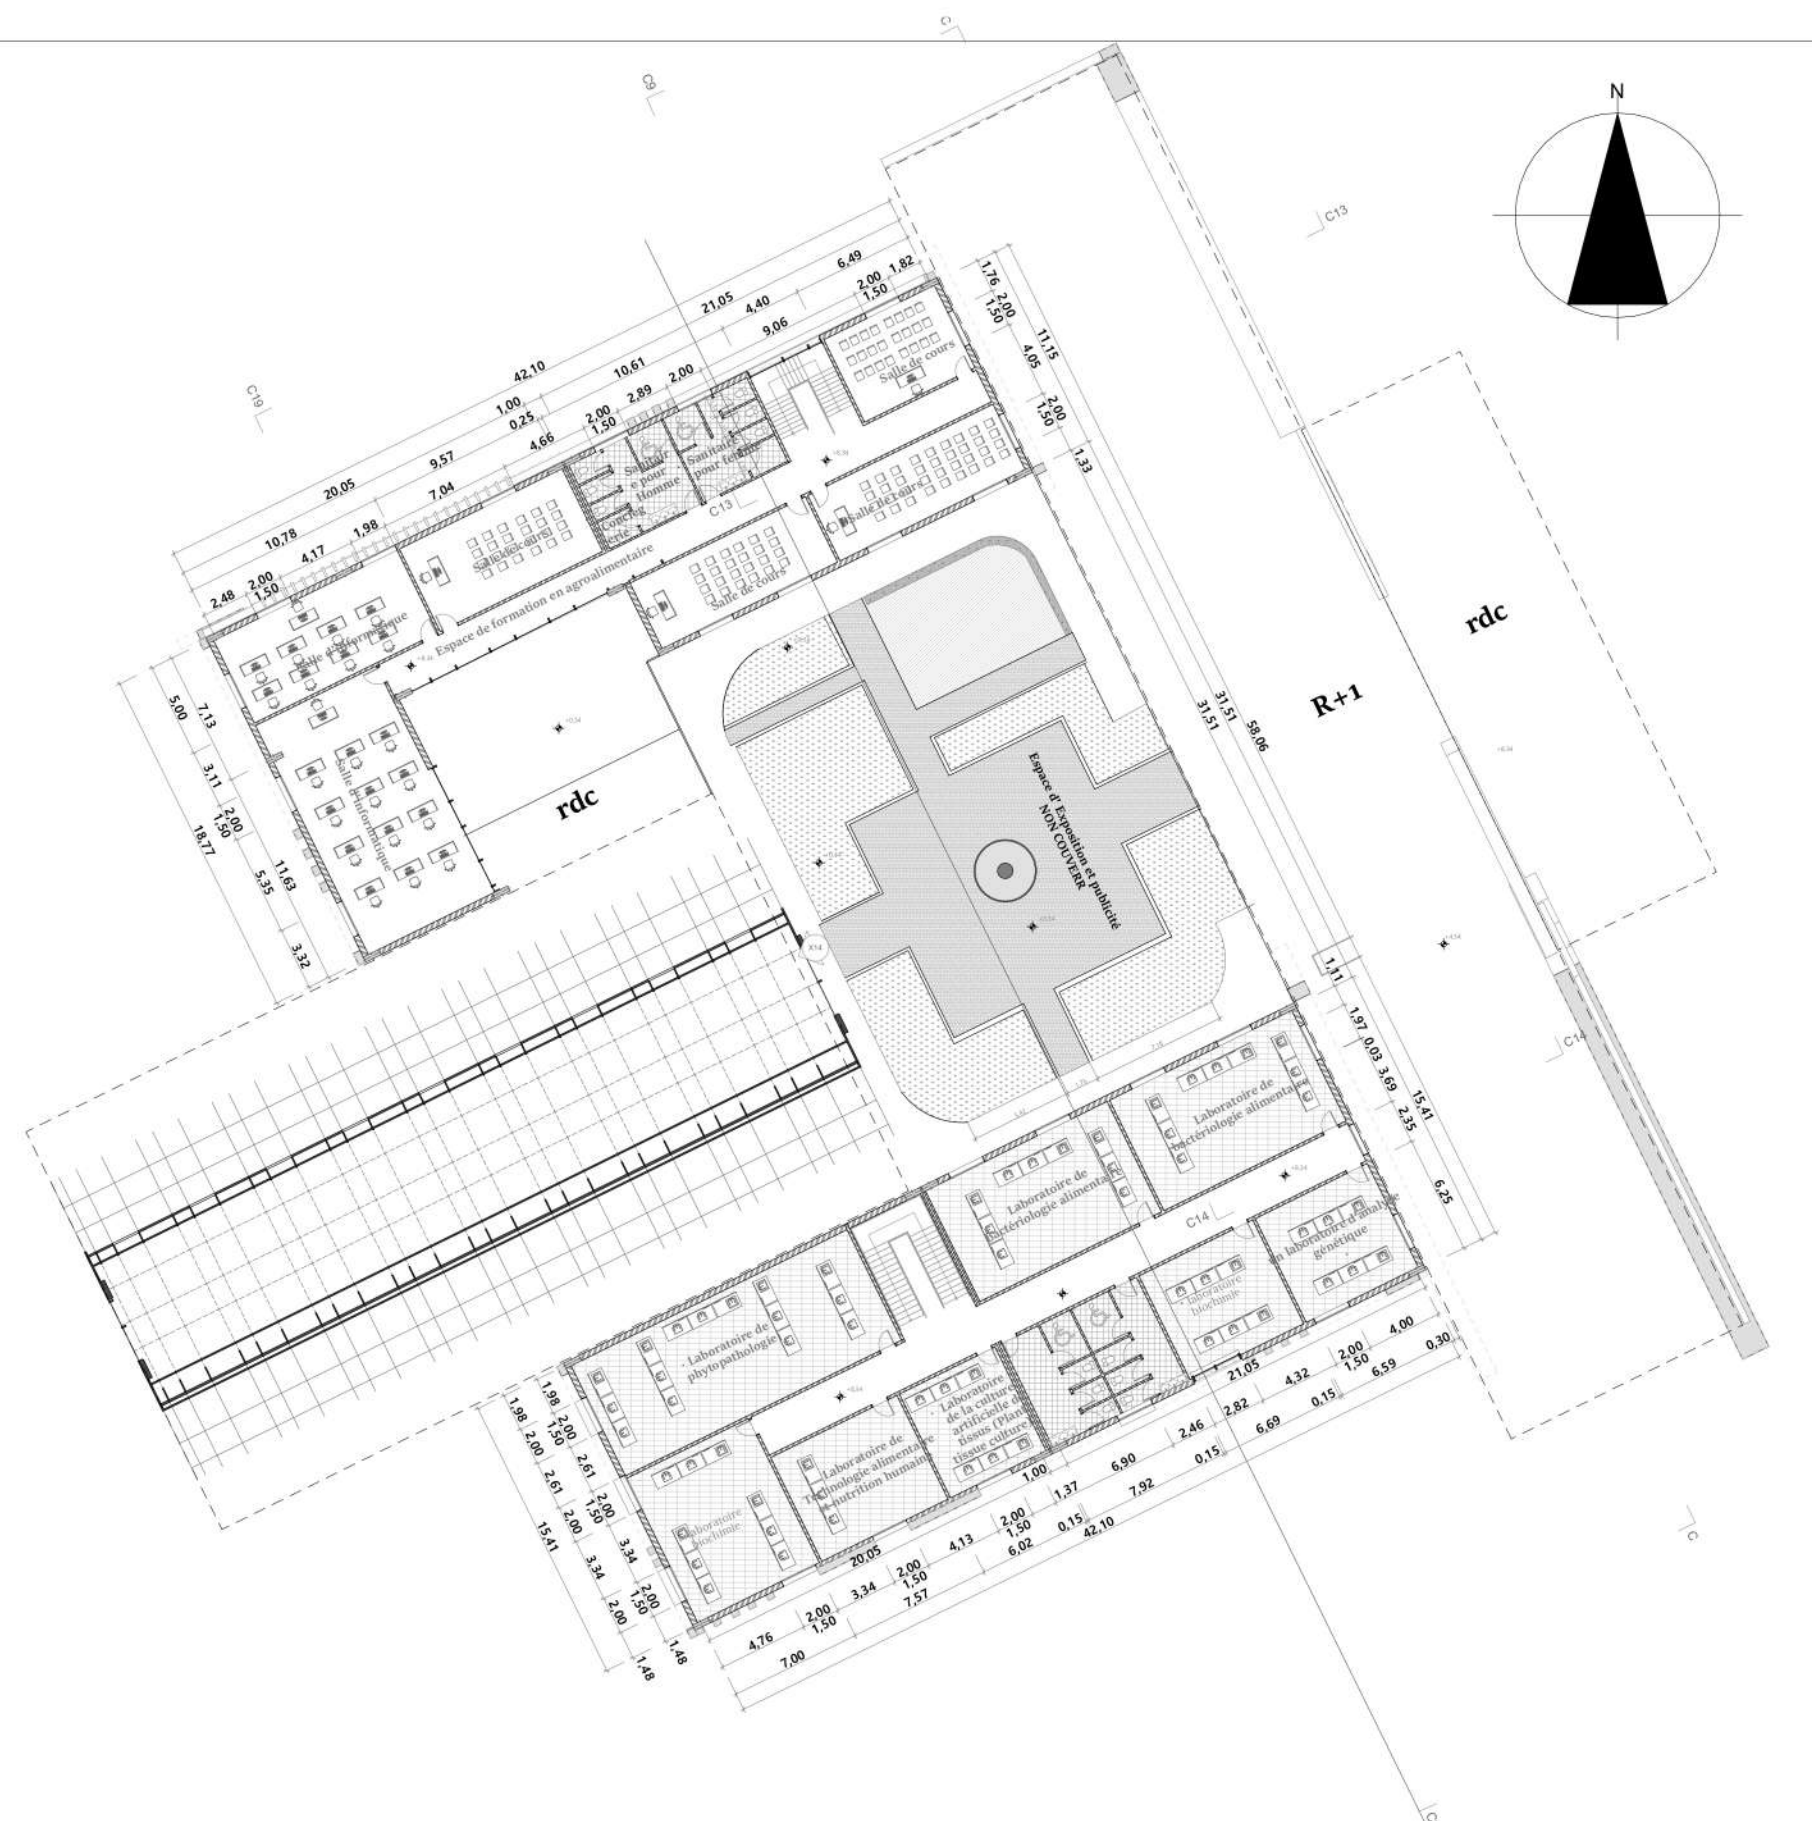 C
C9
N
C13
C19
6,49
2,00
1,82
1,50
21,05
4,40
9,06
1,76
2,00
1,50
11,15
4,05
42,10
10,61
2,00
2,89
1,00
0,25
2,00
1,50
4,66
9,57
7,04
20,05
1,98
10,78
4,17
2,00
1,50
2,48
2,00
1,50
1,33
Salle de cours
Salle de cours
Sanitaire
pour femme
Sanitair
e pour
Homme
Concieg
erie
C13
Salle de cours
Salle de cours
Espace de formation en agroalimentaire
Salle d'informatique
Salle d'informatique
rdc
5,00
7,13
3,11
2,00
1,50
18,77
11,63
5,35
3,32
rdc
R+1
31,51
31,51
58,06
Espace d' Exposition et publicité
NON COUVERR
X14
1,11
1,97
0,03
3,69
15,41
2,35
6,25
C14
Laboratoire de
bactériologie alimentaire
Laboratoire de
bactériologie alimentaire
C14
Un laboratoire d'analyse
génétique
laboratoire
biochimie
Laboratoire de
phytopathologie
Laboratoire
de la culture
artificielle de
tissus (Plant
tissue culture)
Laboratoire de
Technologie alimentaire
et nutrition humaine
laboratoire
biochimie
1,98
1,98
2,00
1,50
2,00
2,61
2,61
2,00
1,50
2,00
15,41
3,34
3,34
2,00
1,50
2,00
1,48
1,48
4,00
0,30
2,00
1,50
6,59
21,05
4,32
0,15
2,82
6,69
2,46
0,15
6,90
7,92
1,37
1,00
2,00
1,50
0,15
42,10
4,13
6,02
20,05
2,00
1,50
3,34
7,57
2,00
1,50
4,76
7,00
C